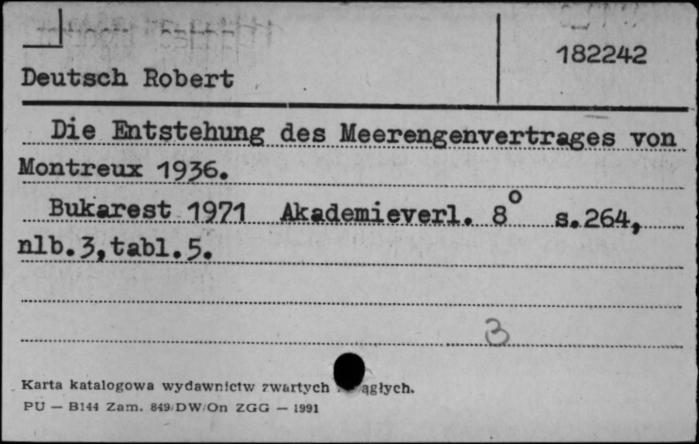 182242
Deutsch Robert
Die Entstehung des Meerengenvertrages von
Montreux 1936.
Bukarest 1971 Akademieverl. 8° s.264,
nlb.3,tabl.5.
3
Karta katalogowa wydawnictw zwartych ągłych.
PU — B144 Zam. 849/DW/On ZGG — 1991